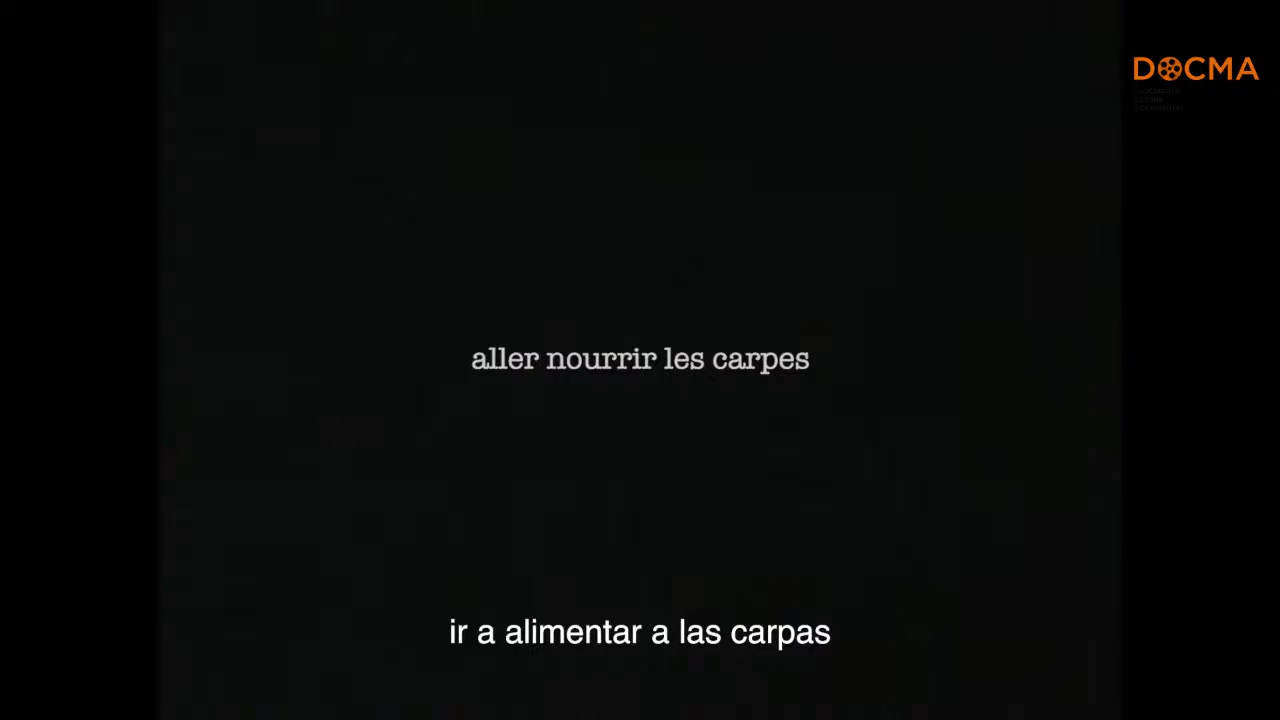 DOCMA
aller nourrir les carpes
ir a alimentar a las carpas